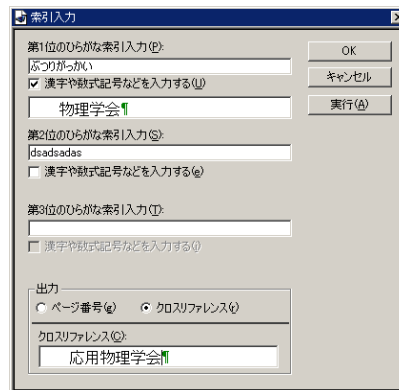 索引入力
第1位のひらがな索引入力(P):
ぶつりがっかい
漢字や数式記号などを入力する(U)
物理学会¶
第2位のひらがな索引入力(S):
dsadsadas
漢字や数式記号などを入力する(e)
第3位のひらがな索引入力(T):
漢字や数式記号などを入力する(i)
出力
ページ番号(g) クロスリファレンス(r)
クロスリファレンス(C):
応用物理学会¶
OK
キャンセル
実行(A)